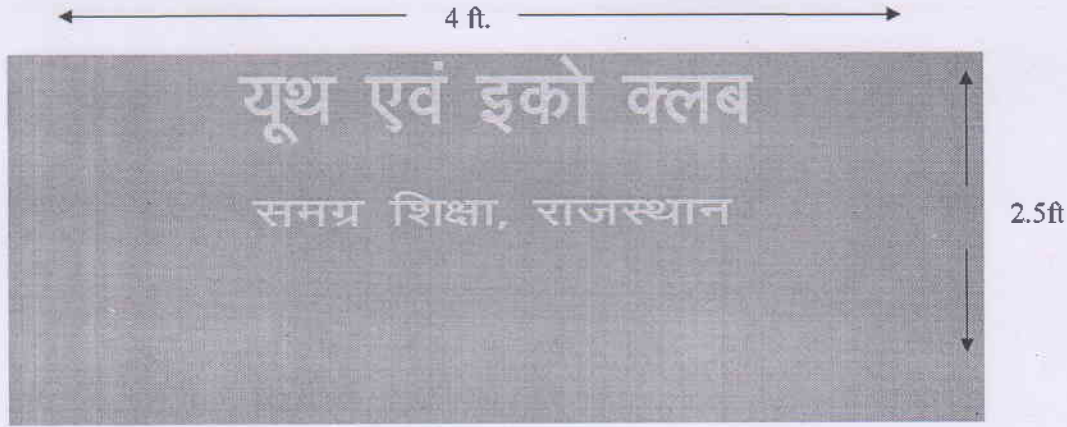 4 ft.
यूथ एवं इको क्लब
समग्र शिक्षा, राजस्थान
2.5ft